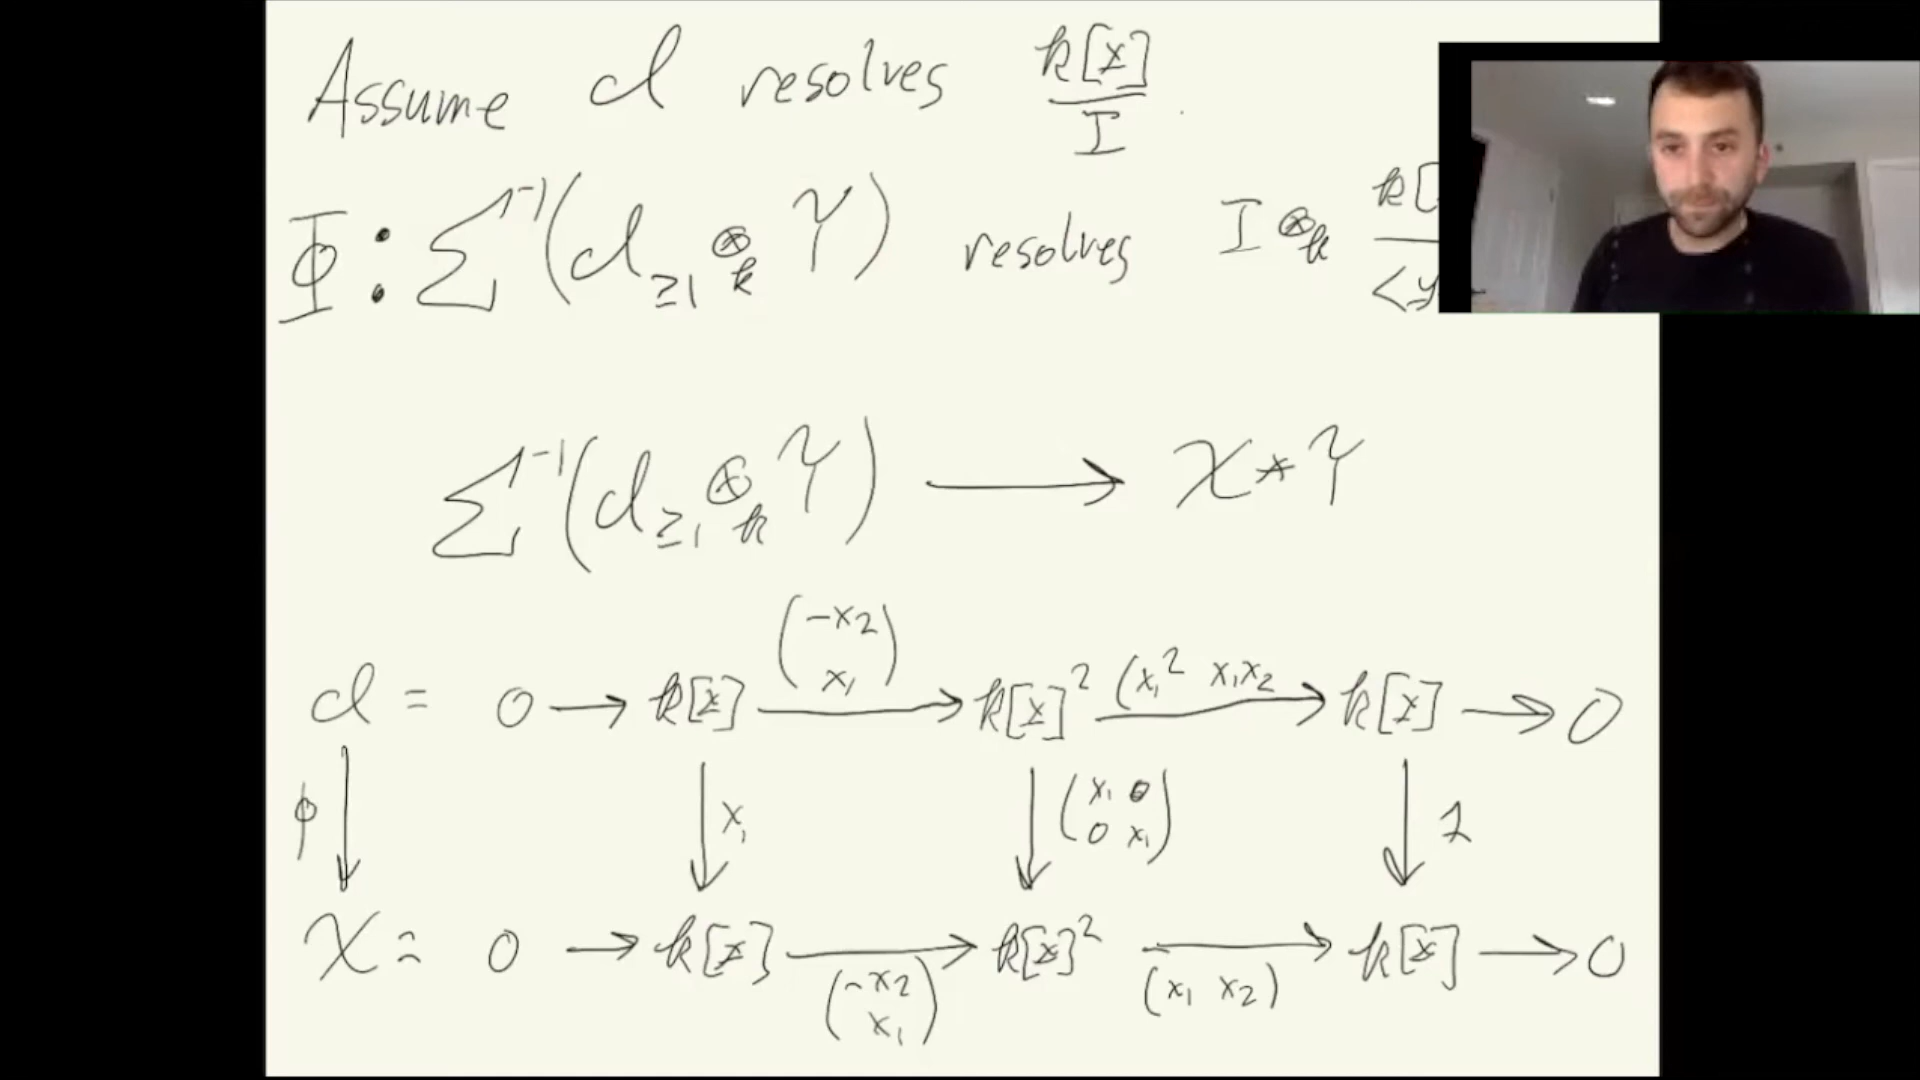 Assume d resolves k[x]/I.
Φ: Σ⁻¹(d≥1 ⊗k Υ) resolves I ⊗k k[ / <y
Σ⁻¹(d≥1 ⊗k Υ) ⟶ X * Υ
(-x2 x1)
d = 0 → k[x] → k[x]² (x1² x1x2 → k[x] → 0
φ ↓ ↓ x1 ↓ (x1 0 0 x1) ↓ 1
X = 0 → k[x] → k[x]² → k[x] → 0
(-x2 x1) (x1 x2)